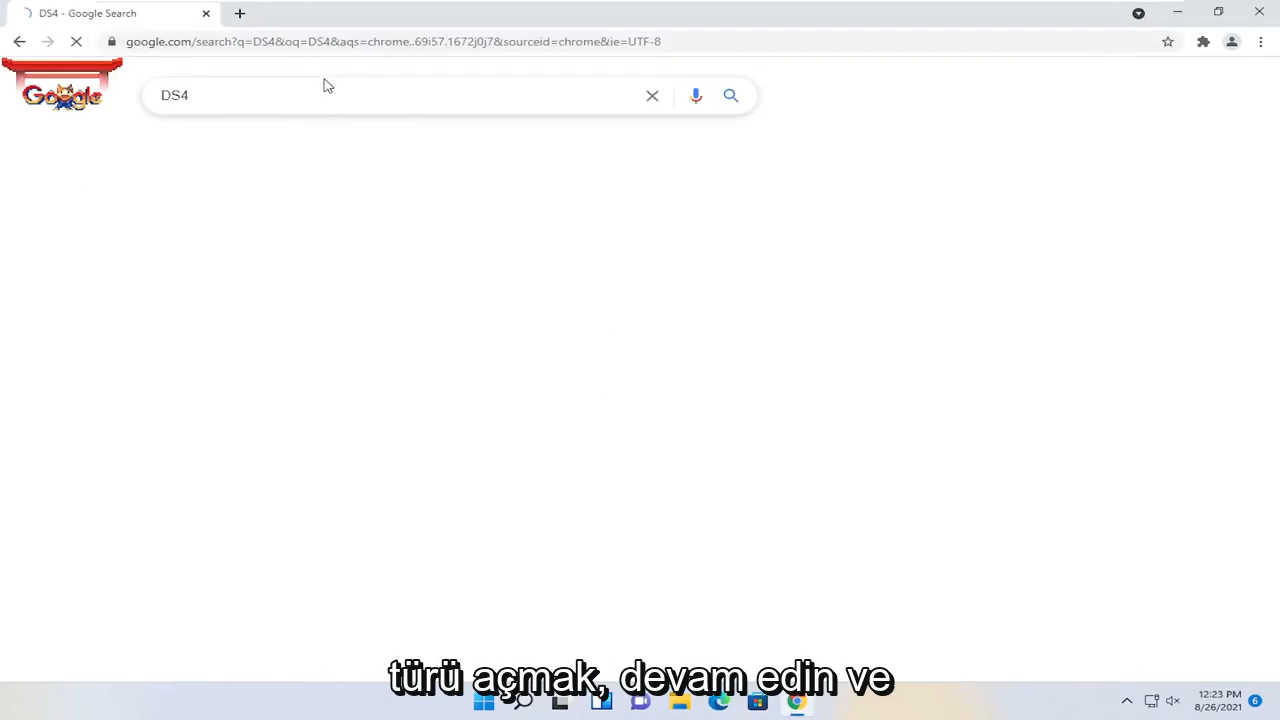 DS4 - Google Search
google.com/search?q=DS4&oq=DS4&aqs=chrome..69i57.1672j0j7&sourceid=chrome&ie=UTF-8
Google
DS4
türü açmak, devam edin ve
12:23 PM
8/26/2021
6